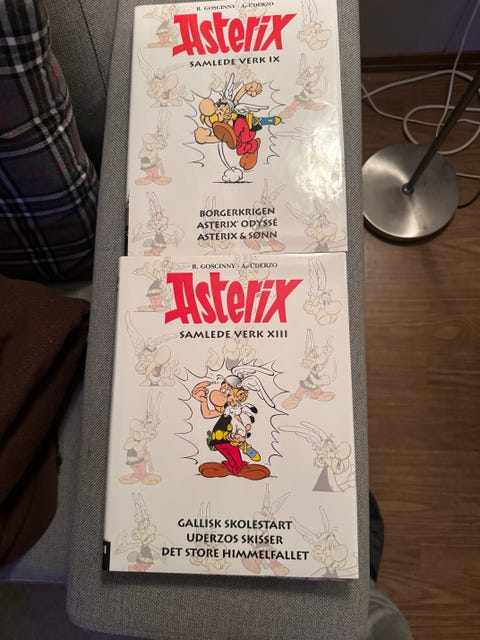 R. GOSCINNY • A. UDERZO
Asterix
SAMLEDE VERK IX
BORGERKRIGEN
ASTERIX' ODYSSÉ
ASTERIX & SØNN
R. GOSCINNY • A. UDERZO
Asterix
SAMLEDE VERK XIII
GALLISK SKOLESTART
UDERZOS SKISSER
DET STORE HIMMELFALLET